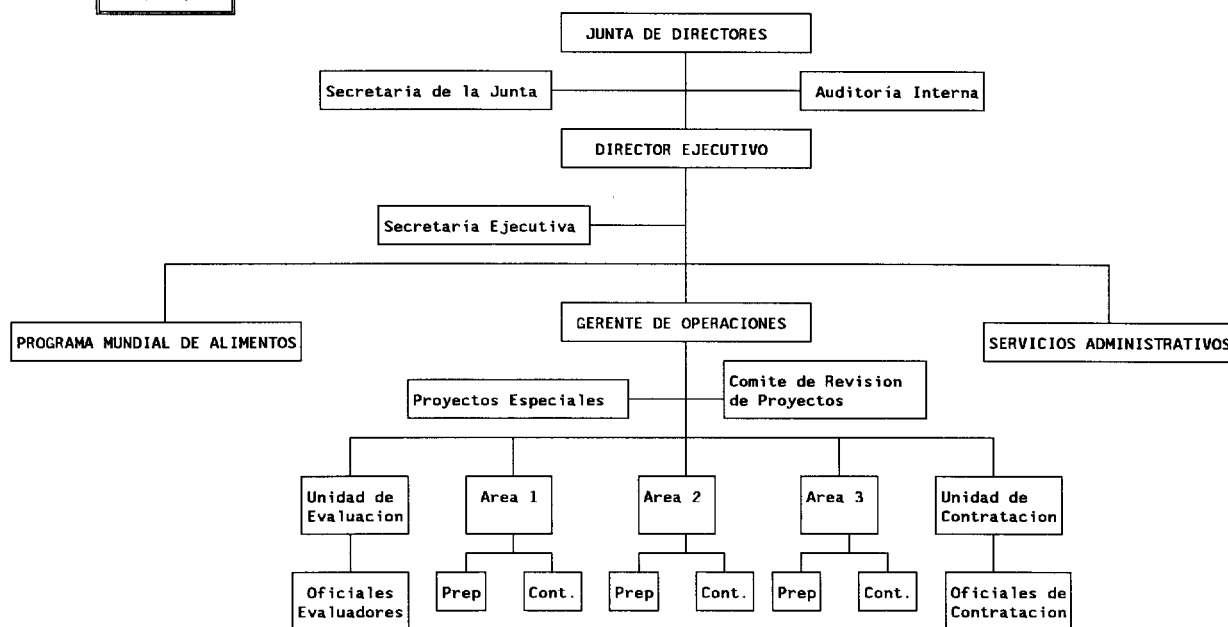 JUNTA DE DIRECTORES
Secretaria de la Junta
Auditoría Interna
DIRECTOR EJECUTIVO
Secretaría Ejecutiva
PROGRAMA MUNDIAL DE ALIMENTOS
GERENTE DE OPERACIONES
SERVICIOS ADMINISTRATIVOS
Proyectos Especiales
Comite de Revision
de Proyectos
Unidad de
Evaluacion
Area 1
Area 2
Area 3
Unidad de
Contratacion
Oficiales
Evaluadores
Prep
Cont.
Prep
Cont.
Prep
Cont.
Oficiales de
Contratacion